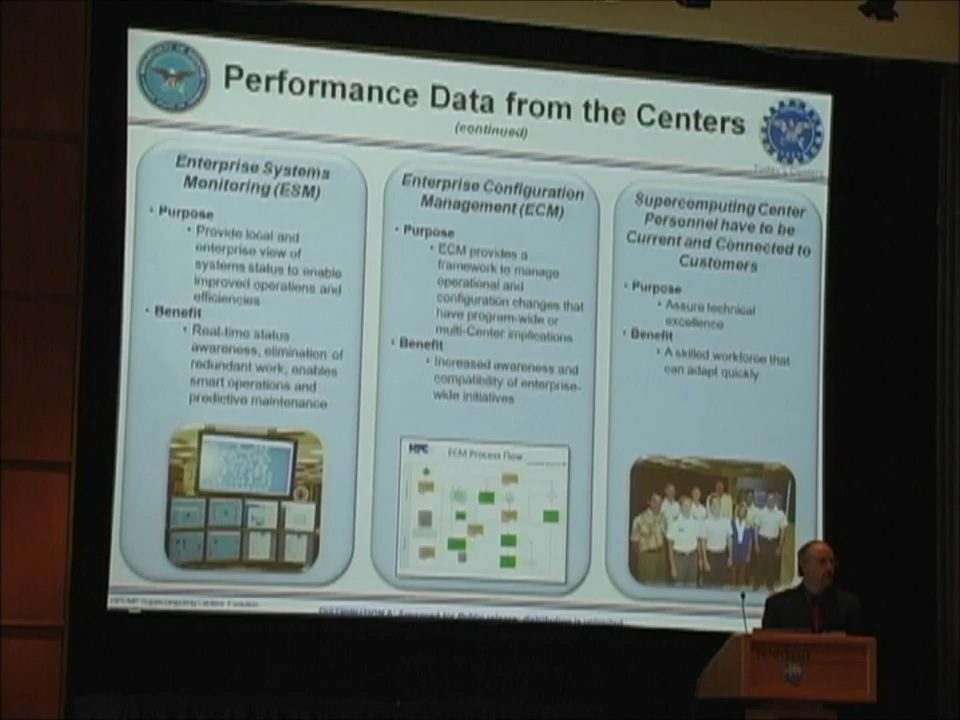 Performance Data from the Centers
(continued)
Today's Centers
Enterprise Systems
Monitoring (ESM)
• Purpose
• Provide local and
enterprise view of
systems status to enable
improved operations and
efficiencies
• Benefit
• Real-time status
awareness, elimination of
redundant work, enables
smart operations and
predictive maintenance
Enterprise Configuration
Management (ECM)
• Purpose
• ECM provides a
framework to manage
operational and
configuration changes that
have program-wide or
multi-Center implications
• Benefit
• Increased awareness and
compatibility of enterprise-
wide initiatives
HPC
ECM Process Flow
Supercomputing Center
Personnel have to be
Current and Connected to
Customers
• Purpose
• Assure technical
excellence
• Benefit
• A skilled workforce that
can adapt quickly
DISTRIBUTION A: Approved for Public release; distribution is unlimited.